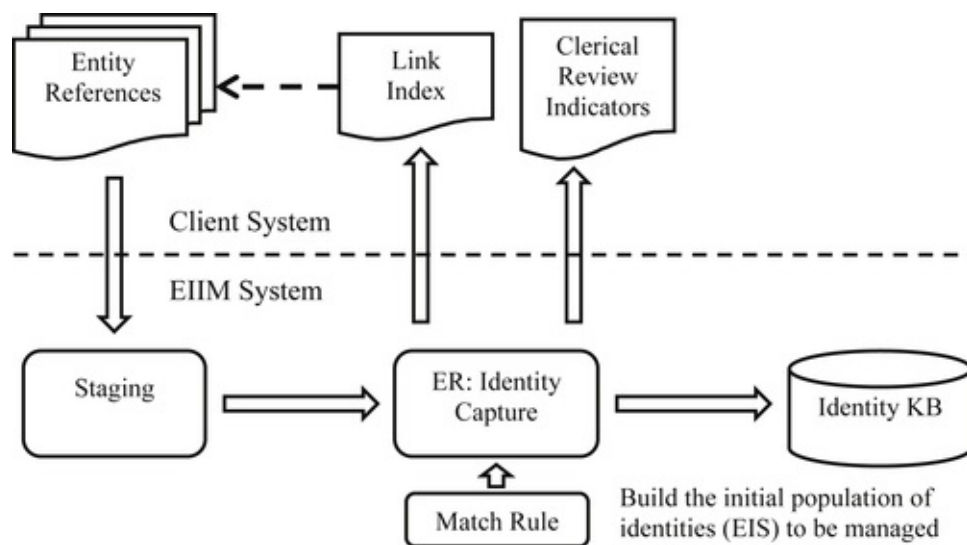 Entity
References
Link
Index
Clerical
Review
Indicators
Client System
EIIM System
Staging
ER: Identity
Capture
Identity KB
Match Rule
Build the initial population of
identities (EIS) to be managed